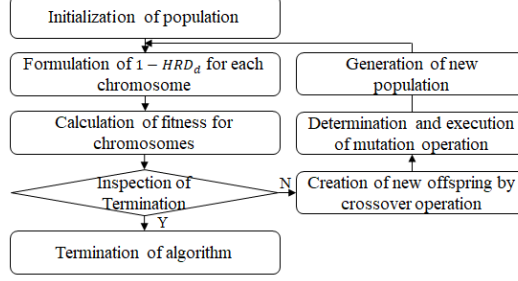 Initialization of population
Formulation of 1 − HRD_d for each
chromosome
Calculation of fitness for
chromosomes
Inspection of
Termination
N
Y
Termination of algorithm
Generation of new
population
Determination and execution
of mutation operation
Creation of new offspring by
crossover operation